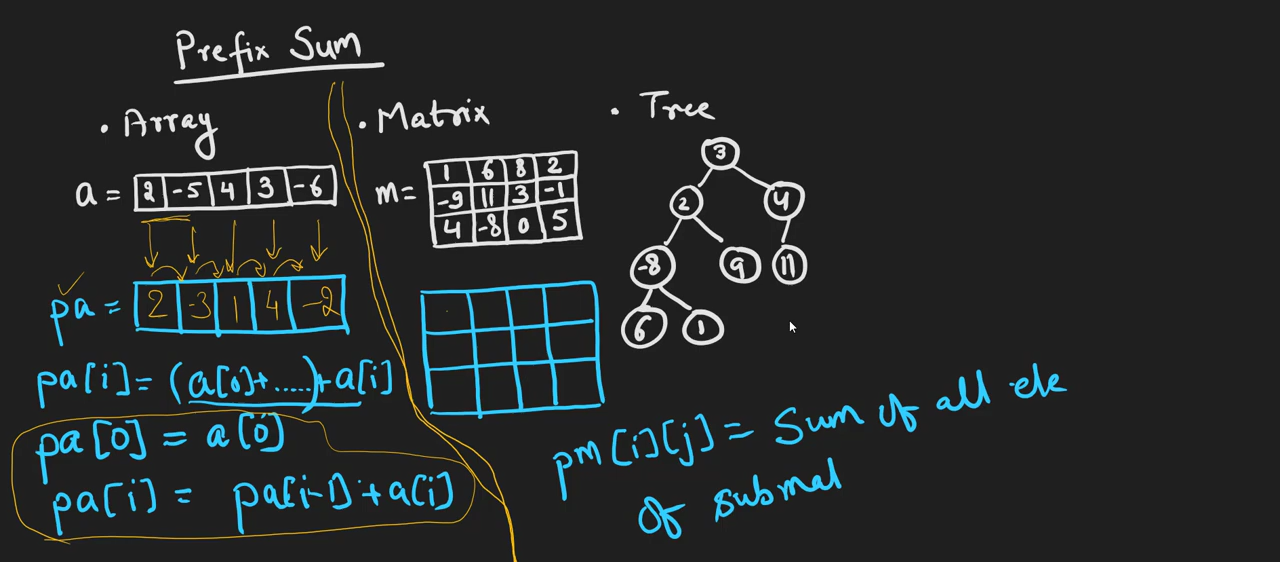 Prefix Sum
• Array
a = 2 -5 4 3 -6
pa = 2 -3 1 4 -2
pa[i] = (a[0]+.....)+a[i]
pa[0] = a[0]
pa[i] = pa[i-1]+a[i]
• Matrix
m = 1 6 8 2
-9 11 3 -1
4 -8 0 5
• Tree
3
2 4
-8 9 11
6 1
pm[i][j] = Sum of all ele
of submat